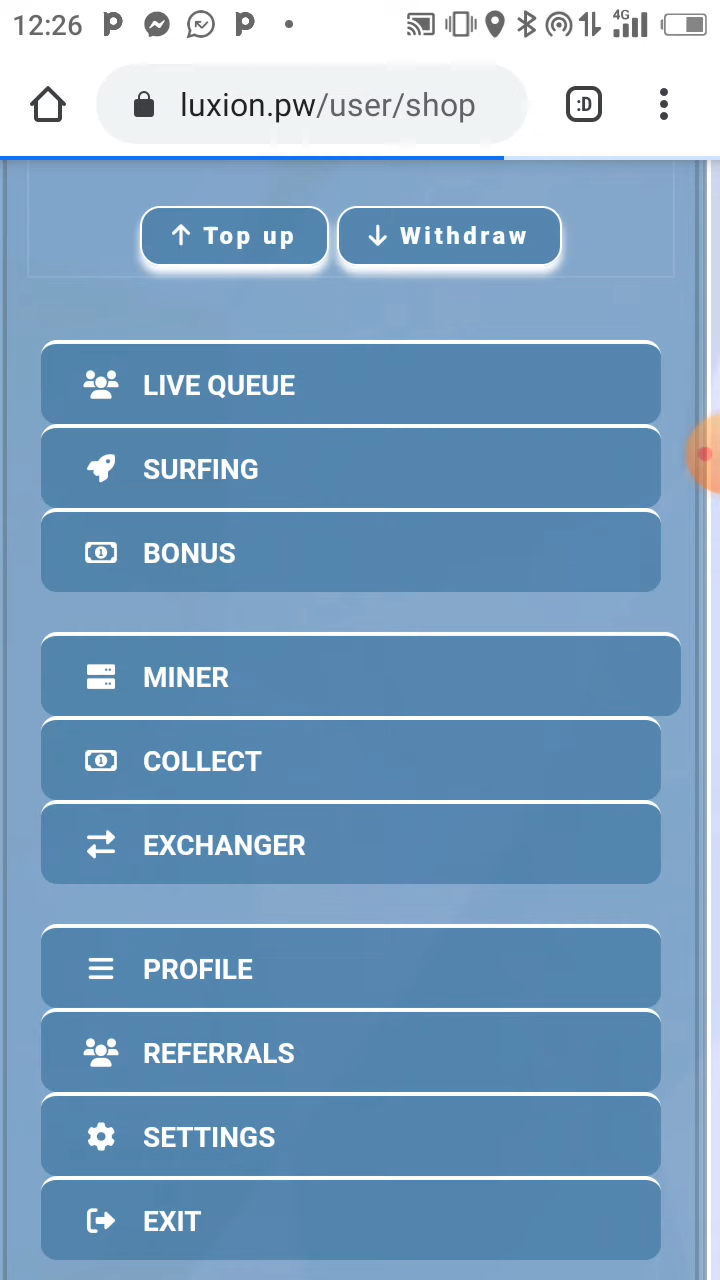 12:26
4G
luxion.pw/user/shop
:D
Top up
Withdraw
LIVE QUEUE
SURFING
BONUS
MINER
COLLECT
EXCHANGER
PROFILE
REFERRALS
SETTINGS
EXIT